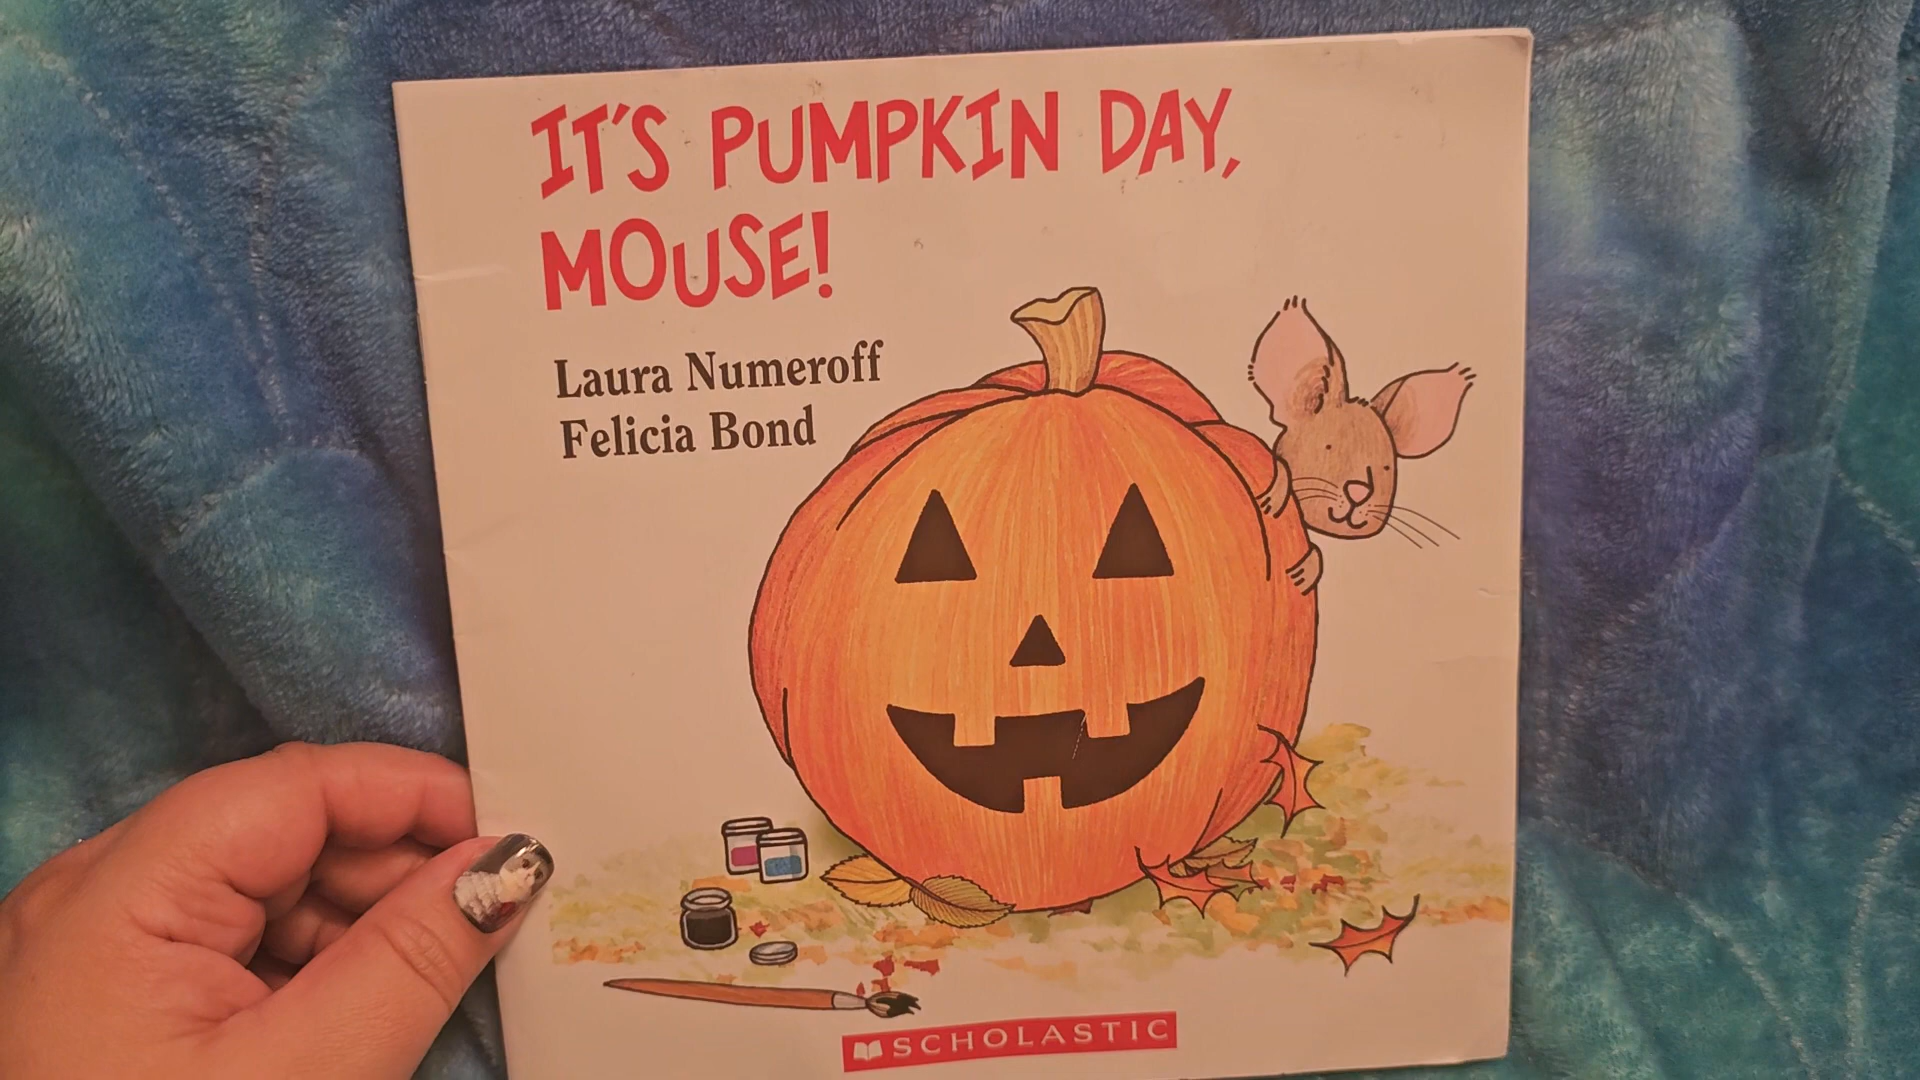 IT'S PUMPKIN DAY,
MOUSE!
Laura Numeroff
Felicia Bond
SCHOLASTIC